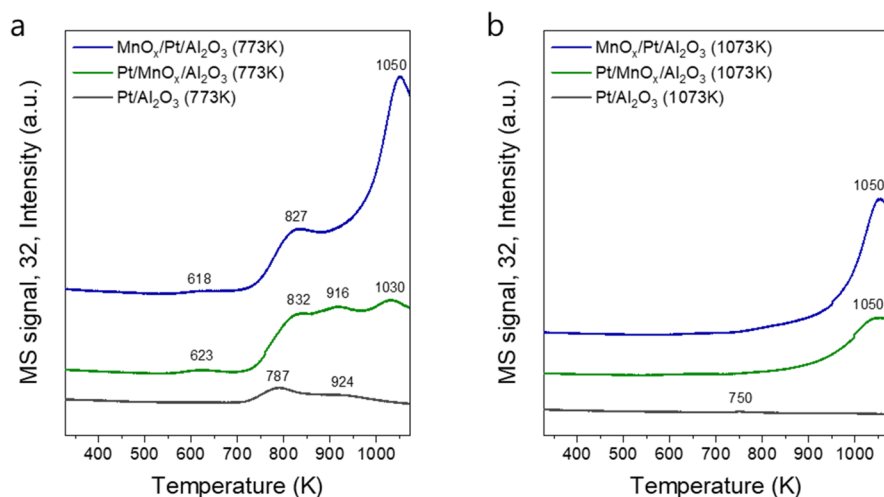 a
MS signal, 32, Intensity (a.u.)
MnOₓ/Pt/Al₂O₃ (773K)
Pt/MnOₓ/Al₂O₃ (773K)
Pt/Al₂O₃ (773K)
1050
827
618
832
916
1030
623
787
924
400 500 600 700 800 900 1000
Temperature (K)
b
MS signal, 32, Intensity (a.u.)
MnOₓ/Pt/Al₂O₃ (1073K)
Pt/MnOₓ/Al₂O₃ (1073K)
Pt/Al₂O₃ (1073K)
1050
1050
750
400 500 600 700 800 900 1000
Temperature (K)